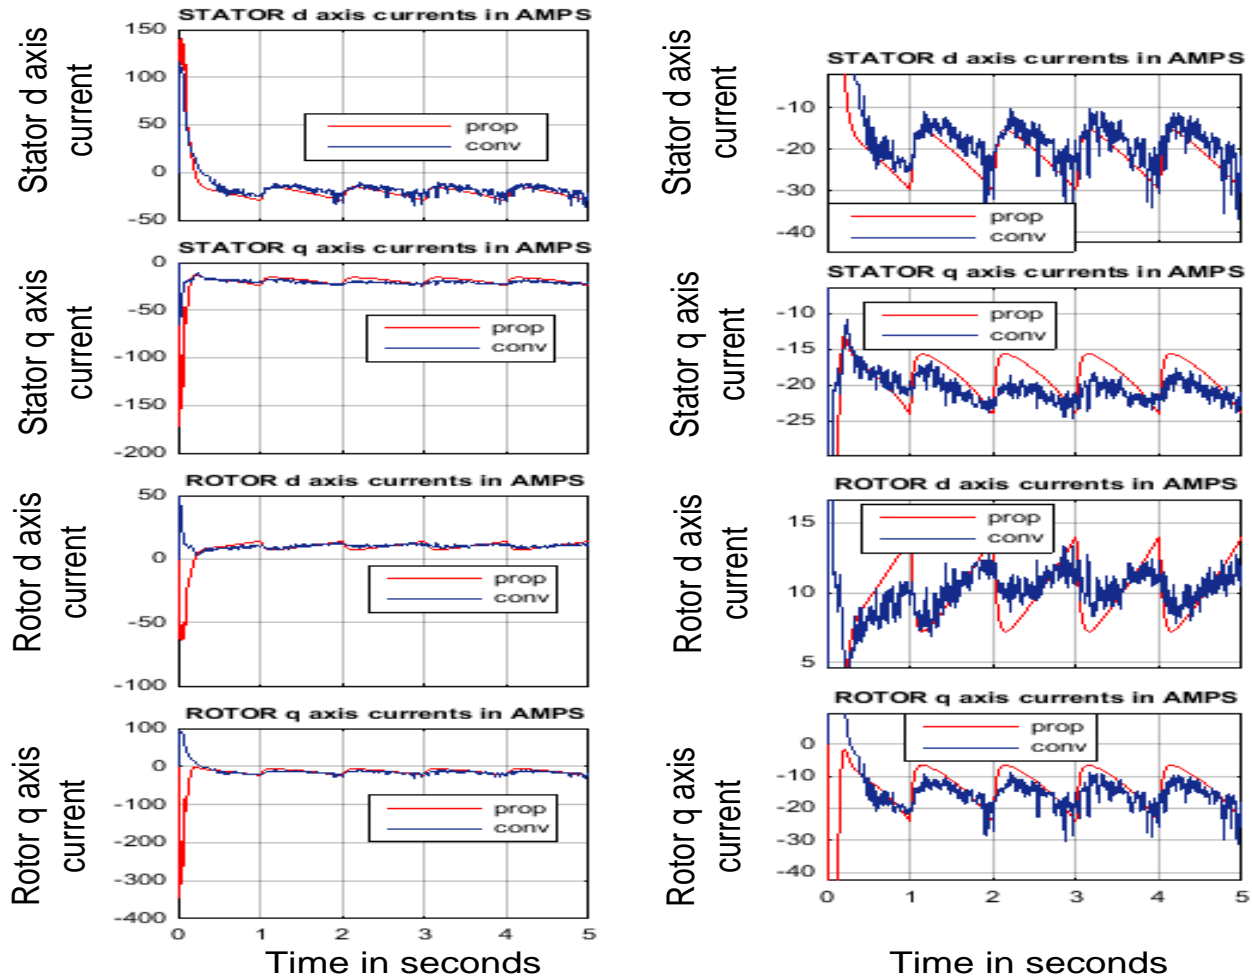 STATOR d axis currents in AMPS
Stator d axis
current
150
100
50
0
-50
prop
conv
STATOR q axis currents in AMPS
Stator q axis
current
0
-50
-100
-150
-200
prop
conv
ROTOR d axis currents in AMPS
Rotor d axis
current
50
0
-50
-100
prop
conv
ROTOR q axis currents in AMPS
Rotor q axis
current
100
0
-100
-200
-300
-400
prop
conv
0 1 2 3 4 5
Time in seconds
STATOR d axis currents in AMPS
Stator d axis
current
-10
-20
-30
-40
prop
conv
STATOR q axis currents in AMPS
Stator q axis
current
-10
-15
-20
-25
prop
conv
ROTOR d axis currents in AMPS
Rotor d axis
current
15
10
5
prop
conv
ROTOR q axis currents in AMPS
Rotor q axis
current
0
-10
-20
-30
-40
prop
conv
0 1 2 3 4 5
Time in seconds